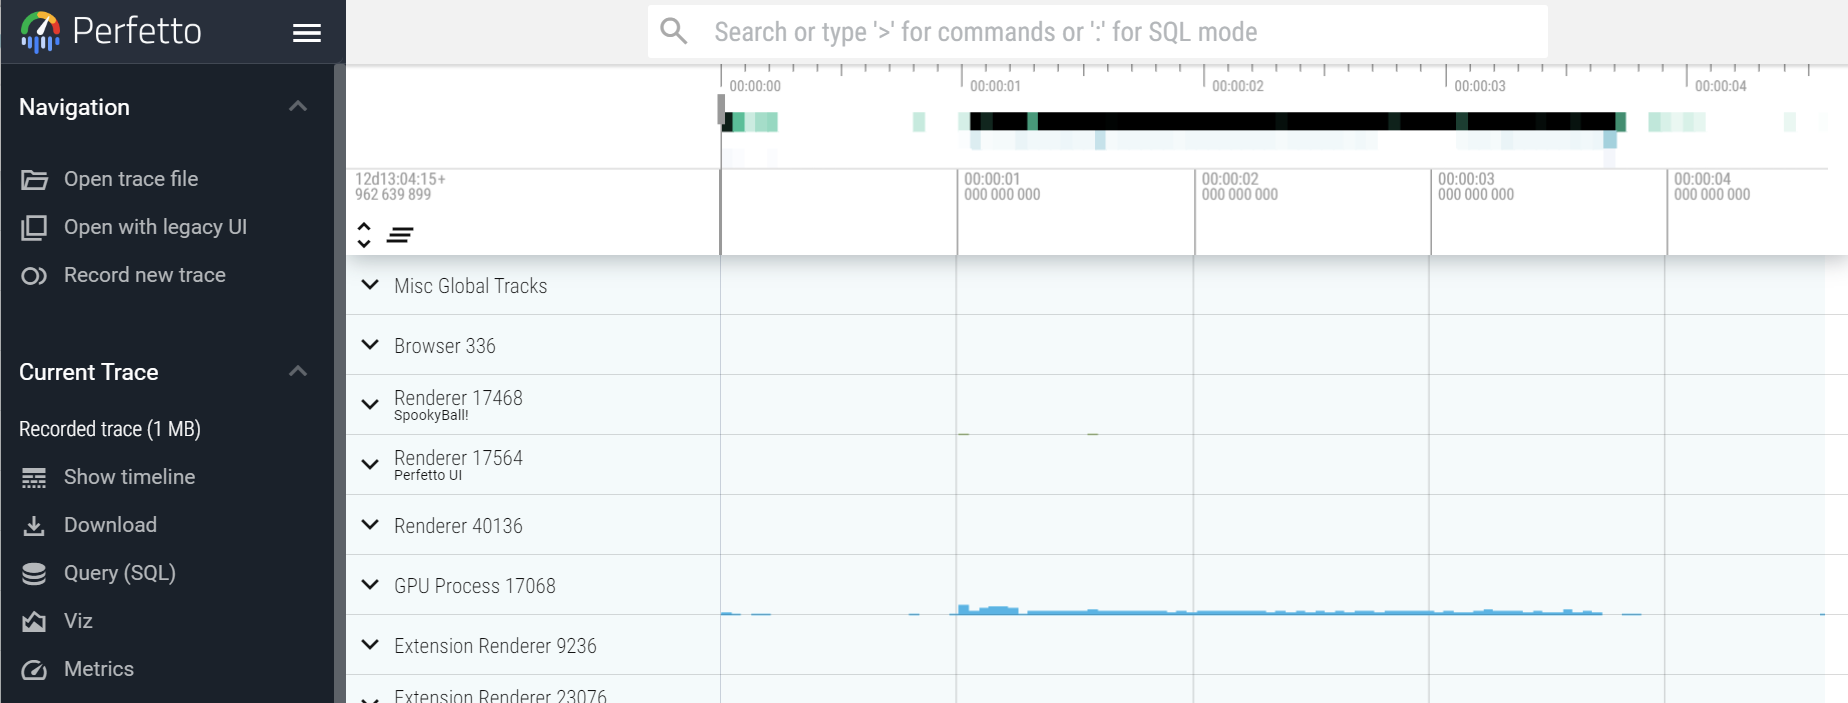 Perfetto
Search or type '>' for commands or ':' for SQL mode
Navigation
Open trace file
Open with legacy UI
Record new trace
Current Trace
Recorded trace (1 MB)
Show timeline
Download
Query (SQL)
Viz
Metrics
00:00:00
00:00:01
00:00:02
00:00:03
00:00:04
12d13:04:15+
962 639 899
00:00:01
000 000 000
00:00:02
000 000 000
00:00:03
000 000 000
00:00:04
000 000 000
Misc Global Tracks
Browser 336
Renderer 17468
SpookyBall!
Renderer 17564
Perfetto UI
Renderer 40136
GPU Process 17068
Extension Renderer 9236
Extension Renderer 23076